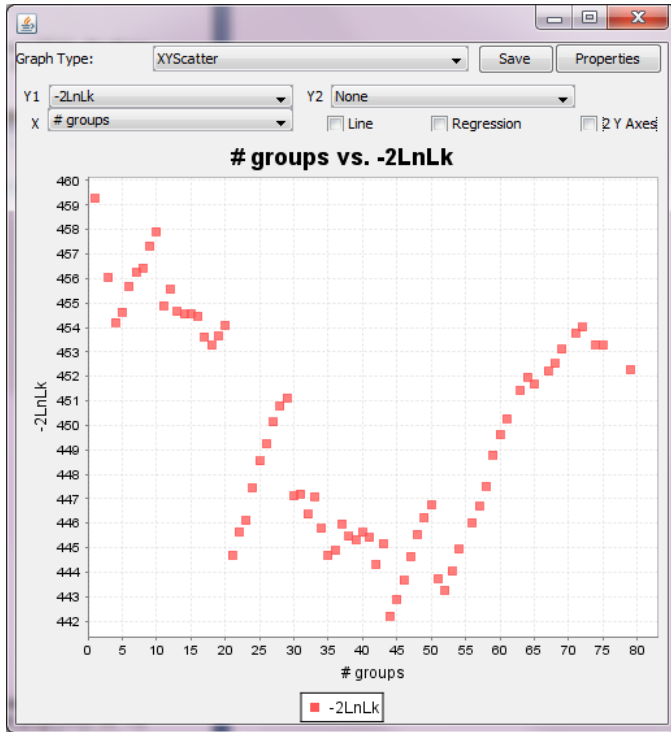 Graph Type: XYScatter Save Properties
Y1 -2LnLk Y2 None
X # groups Line Regression 2 Y Axes
# groups vs. -2LnLk
460
459
458
457
456
455
454
453
452
451
450
449
448
447
446
445
444
443
442
-2LnLk
0 5 10 15 20 25 30 35 40 45 50 55 60 65 70 75 80
# groups
-2LnLk